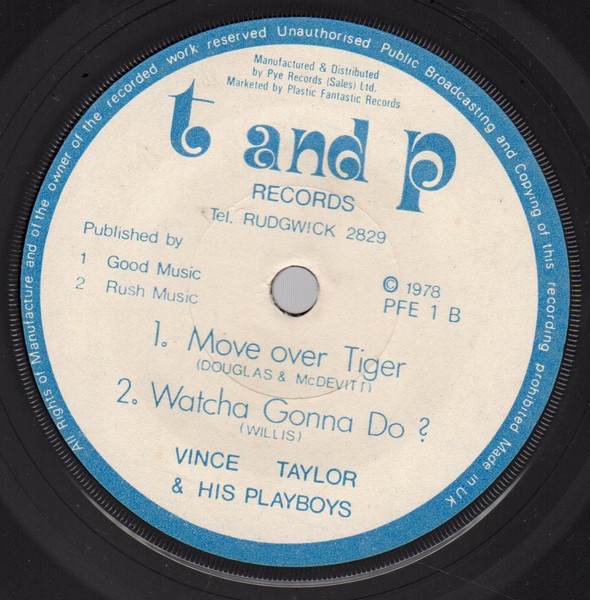 All Rights of Manufacture and of the owner of the recorded work reserved Unauthorised Public Broadcasting and Copying of this recording prohibited Made in UK
Manufactured & Distributed
by Pye Records (Sales) Ltd.
Marketed by Plastic Fantastic Records
t and p
RECORDS
Tel. RUDGWICK 2829
Published by
1 Good Music
2 Rush Music
© 1978
PFE 1 B
1. Move over Tiger
(DOUGLAS & McDEVITT)
2. Watcha Gonna Do ?
(WILLIS)
VINCE TAYLOR
& HIS PLAYBOYS